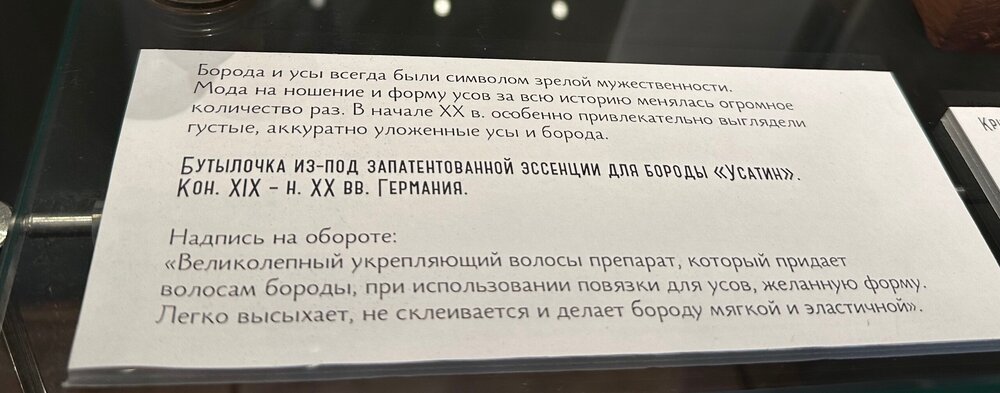 Борода и усы всегда были символом зрелой мужественности.
Мода на ношение и форму усов за всю историю менялась огромное
количество раз. В начале XX в. особенно привлекательно выглядели
густые, аккуратно уложенные усы и борода.
Бутылочка из-под запатентованной эссенции для бороды «Усатин».
Кон. XIX – н. XX вв. Германия.
Надпись на обороте:
«Великолепный укрепляющий волосы препарат, который придает
волосам бороды, при использовании повязки для усов, желанную форму.
Легко высыхает, не склеивается и делает бороду мягкой и эластичной».